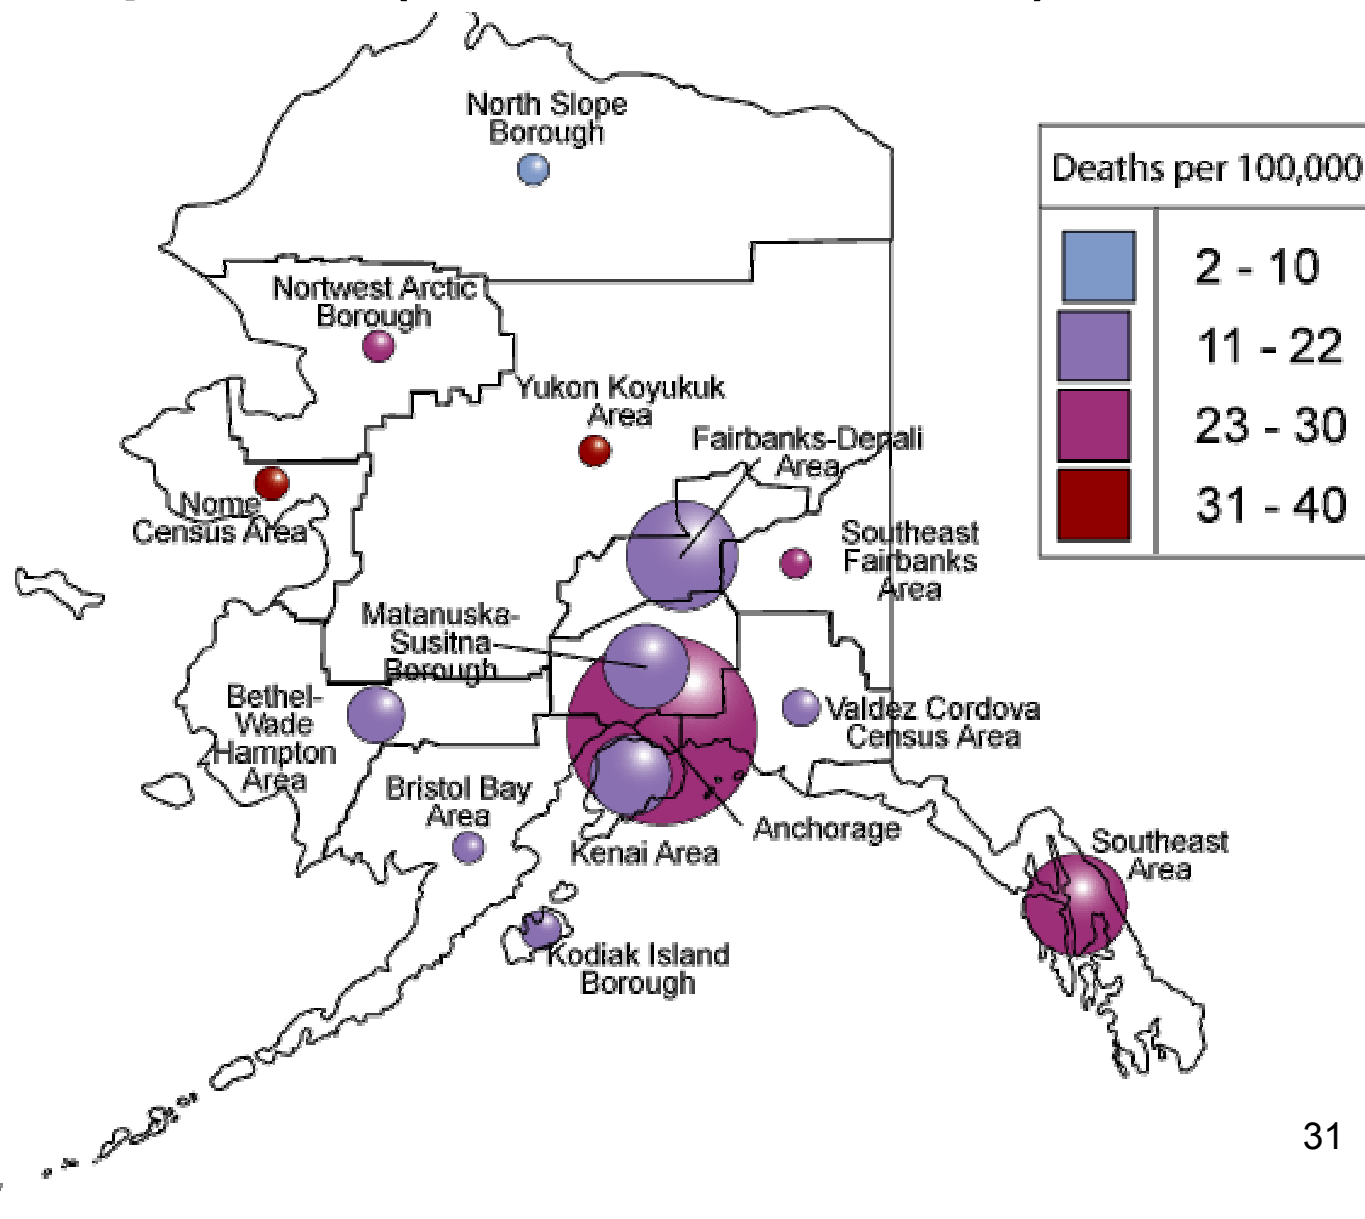 North Slope
Borough
Deaths per 100,000
2 - 10
11 - 22
23 - 30
31 - 40
Nortwest Arctic
Borough
Yukon Koyukuk
Area
Fairbanks-Denali
Area
Nome
Census Area
Southeast
Fairbanks
Area
Matanuska-
Susitna
Borough
Bethel-
Wade
Hampton
Area
Valdez Cordova
Census Area
Bristol Bay
Area
Anchorage
Kenai Area
Southeast
Area
Kodiak Island
Borough
31